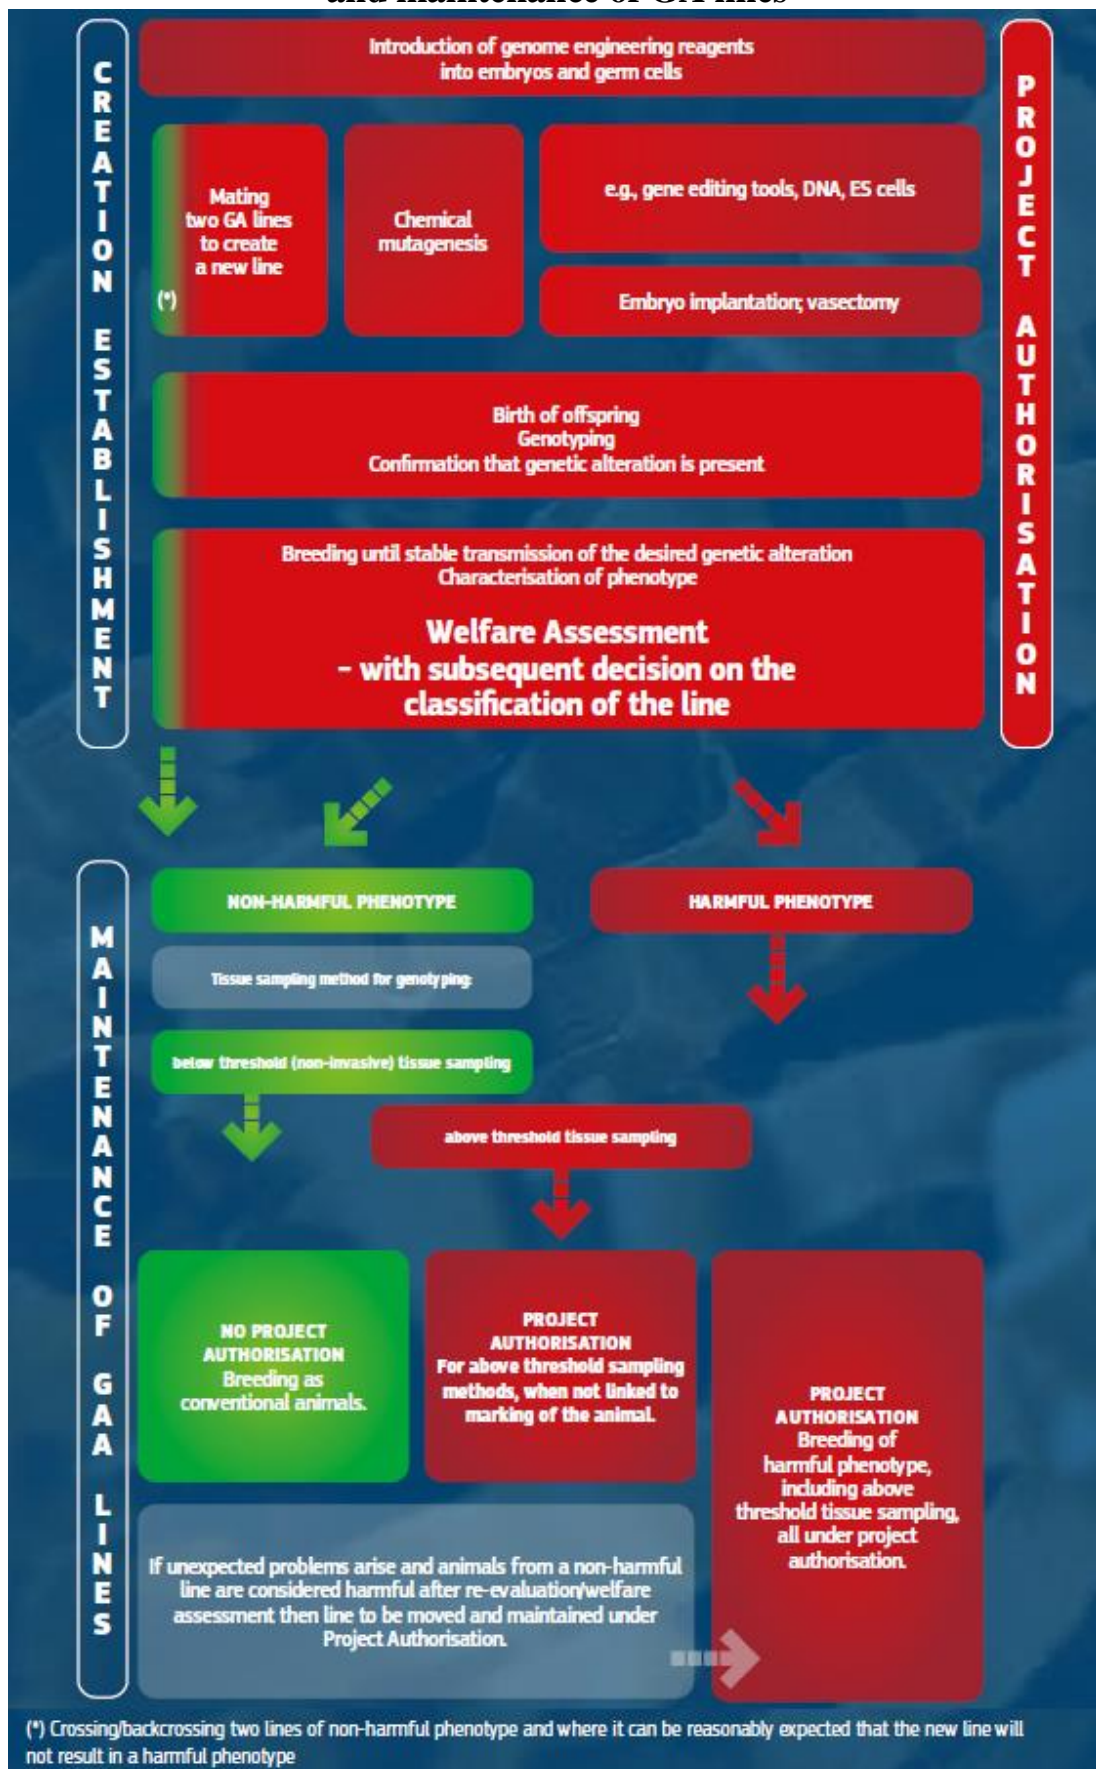 and maintenance of GA lines
CREATION ESTABLISHMENT
Introduction of genome engineering reagents
into embryos and germ cells
PROJECT AUTHORISATION
Mating
two GA lines
to create
a new line
(*)
Chemical
mutagenesis
e.g., gene editing tools, DNA, ES cells
Embryo implantation; vasectomy
Birth of offspring
Genotyping
Confirmation that genetic alteration is present
Breeding until stable transmission of the desired genetic alteration
Characterisation of phenotype
Welfare Assessment
– with subsequent decision on the
classification of the line
MAINTENANCE OF GAA LINES
NON-HARMFUL PHENOTYPE
HARMFUL PHENOTYPE
Tissue sampling method for genotyping:
below threshold (non-invasive) tissue sampling
above threshold tissue sampling
NO PROJECT
AUTHORISATION
Breeding as
conventional animals.
PROJECT
AUTHORISATION
For above threshold sampling
methods, when not linked to
marking of the animal.
PROJECT
AUTHORISATION
Breeding of
harmful phenotype,
including above
threshold tissue sampling,
all under project
authorisation.
If unexpected problems arise and animals from a non-harmful
line are considered harmful after re-evaluation/welfare
assessment then line to be moved and maintained under
Project Authorisation.
(*) Crossing/backcrossing two lines of non-harmful phenotype and where it can be reasonably expected that the new line will
not result in a harmful phenotype